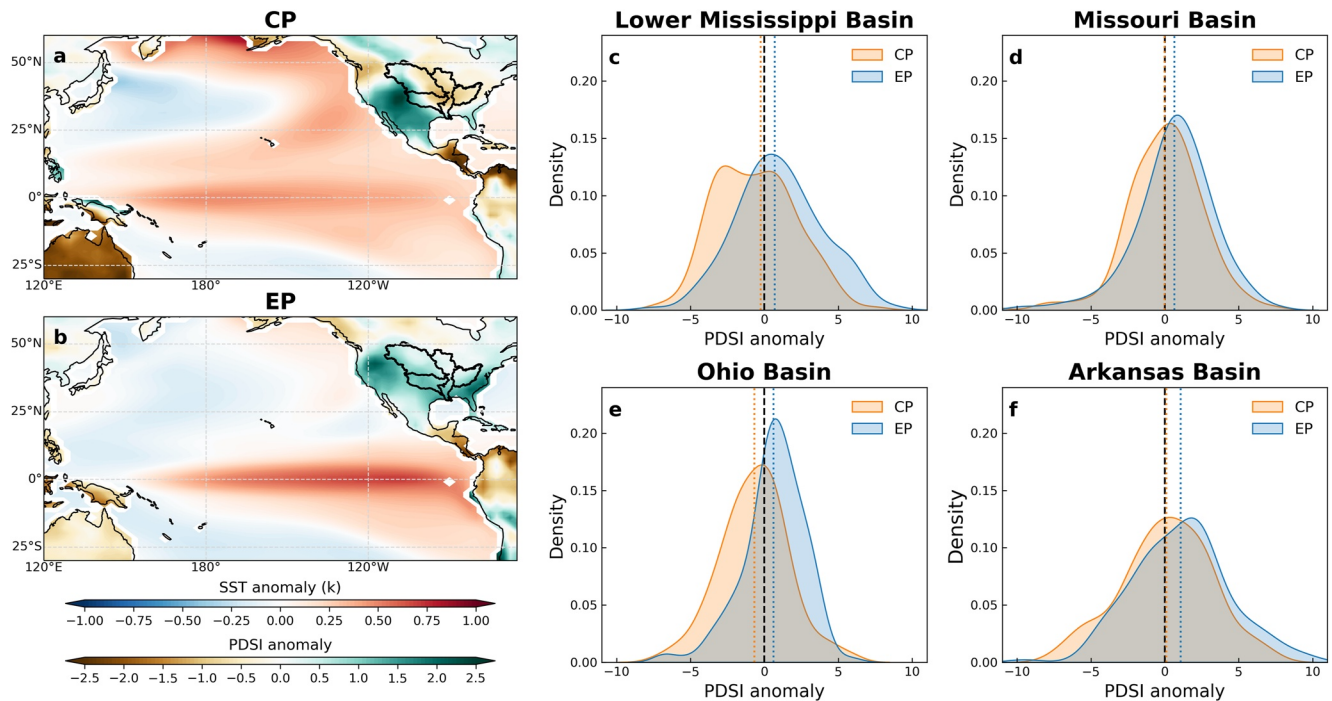 CP
a
50°N
25°N
0°
25°S
120°E 180° 120°W
EP
b
50°N
25°N
0°
25°S
120°E 180° 120°W
SST anomaly (k)
−1.00 −0.75 −0.50 −0.25 0.00 0.25 0.50 0.75 1.00
PDSI anomaly
−2.5 −2.0 −1.5 −1.0 −0.5 0.0 0.5 1.0 1.5 2.0 2.5
Lower Mississippi Basin
c
CP
EP
Density
0.20
0.15
0.10
0.05
0.00
−10 −5 0 5 10
PDSI anomaly
Missouri Basin
d
CP
EP
Density
0.20
0.15
0.10
0.05
0.00
−10 −5 0 5 10
PDSI anomaly
Ohio Basin
e
CP
EP
Density
0.20
0.15
0.10
0.05
0.00
−10 −5 0 5 10
PDSI anomaly
Arkansas Basin
f
CP
EP
Density
0.20
0.15
0.10
0.05
0.00
−10 −5 0 5 10
PDSI anomaly